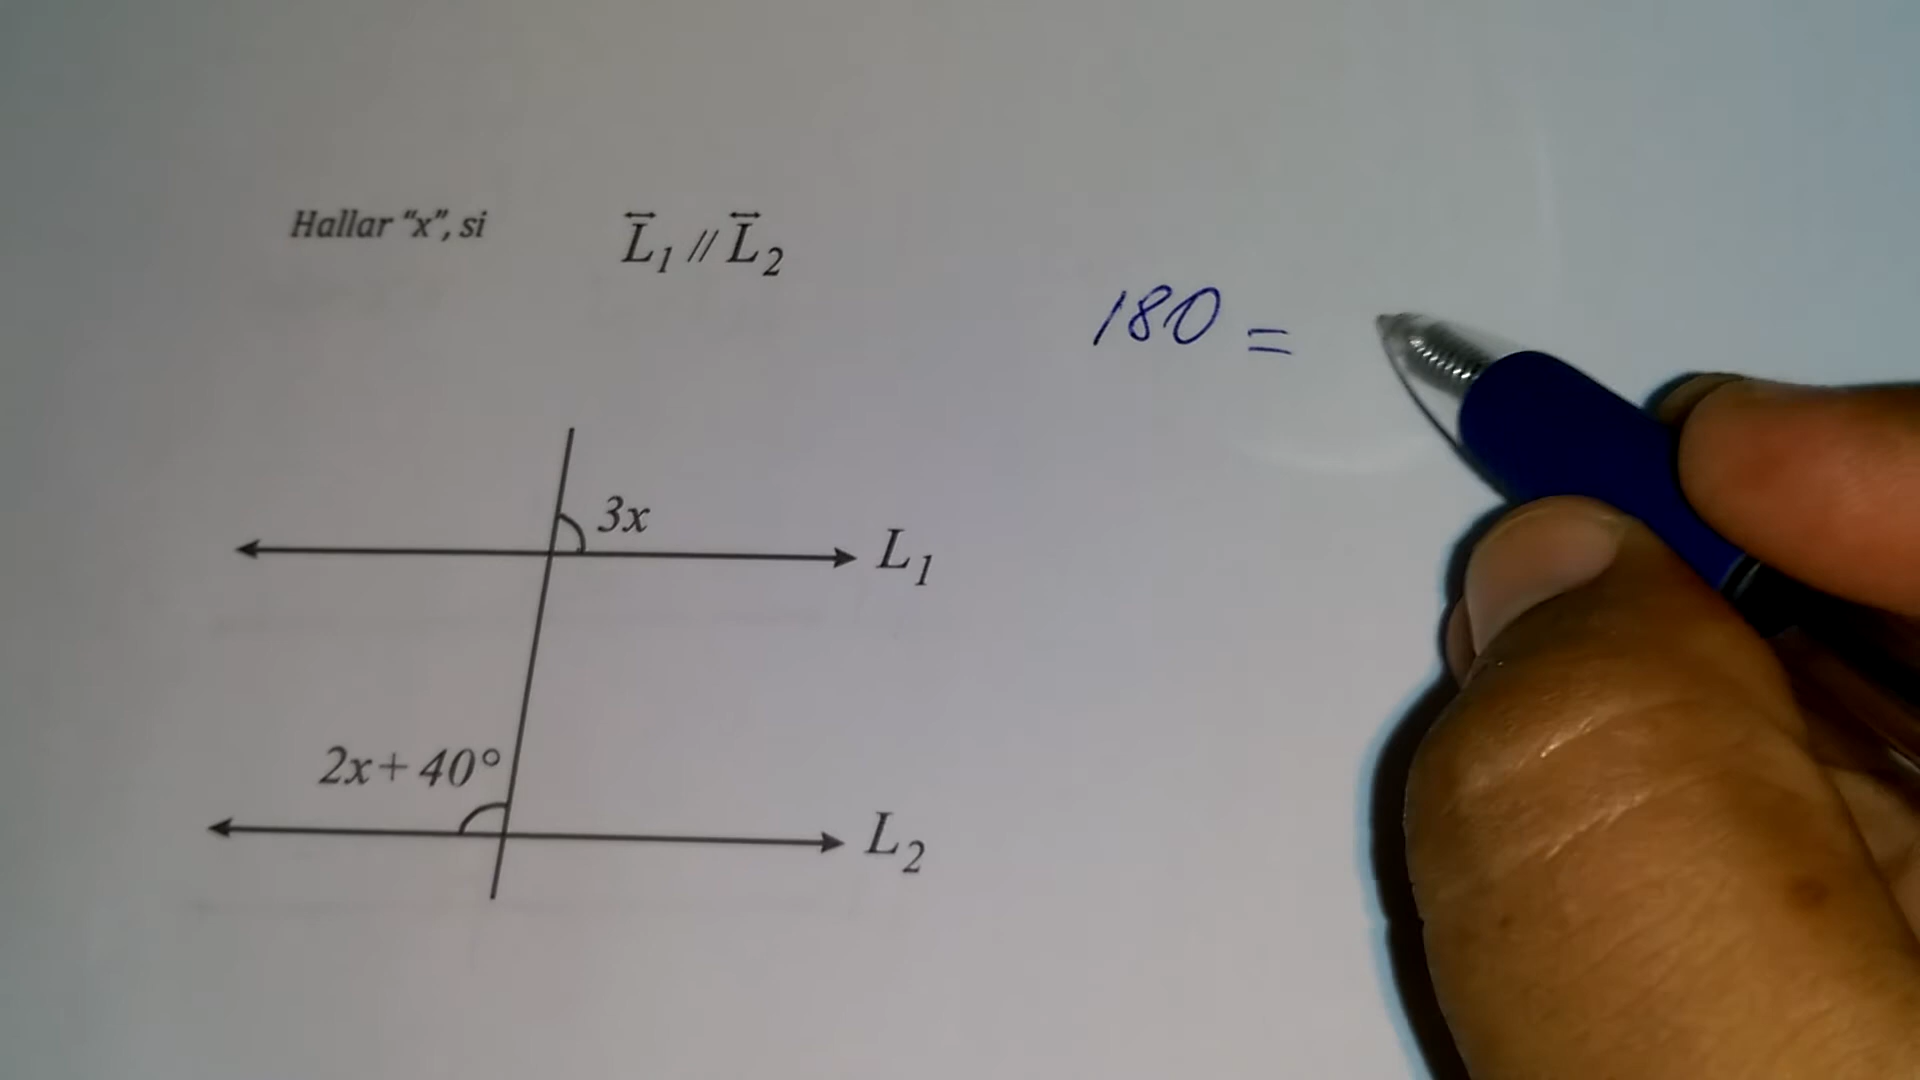 Hallar "x", si L₁ // L₂
180 =
3x
L₁
2x + 40°
L₂